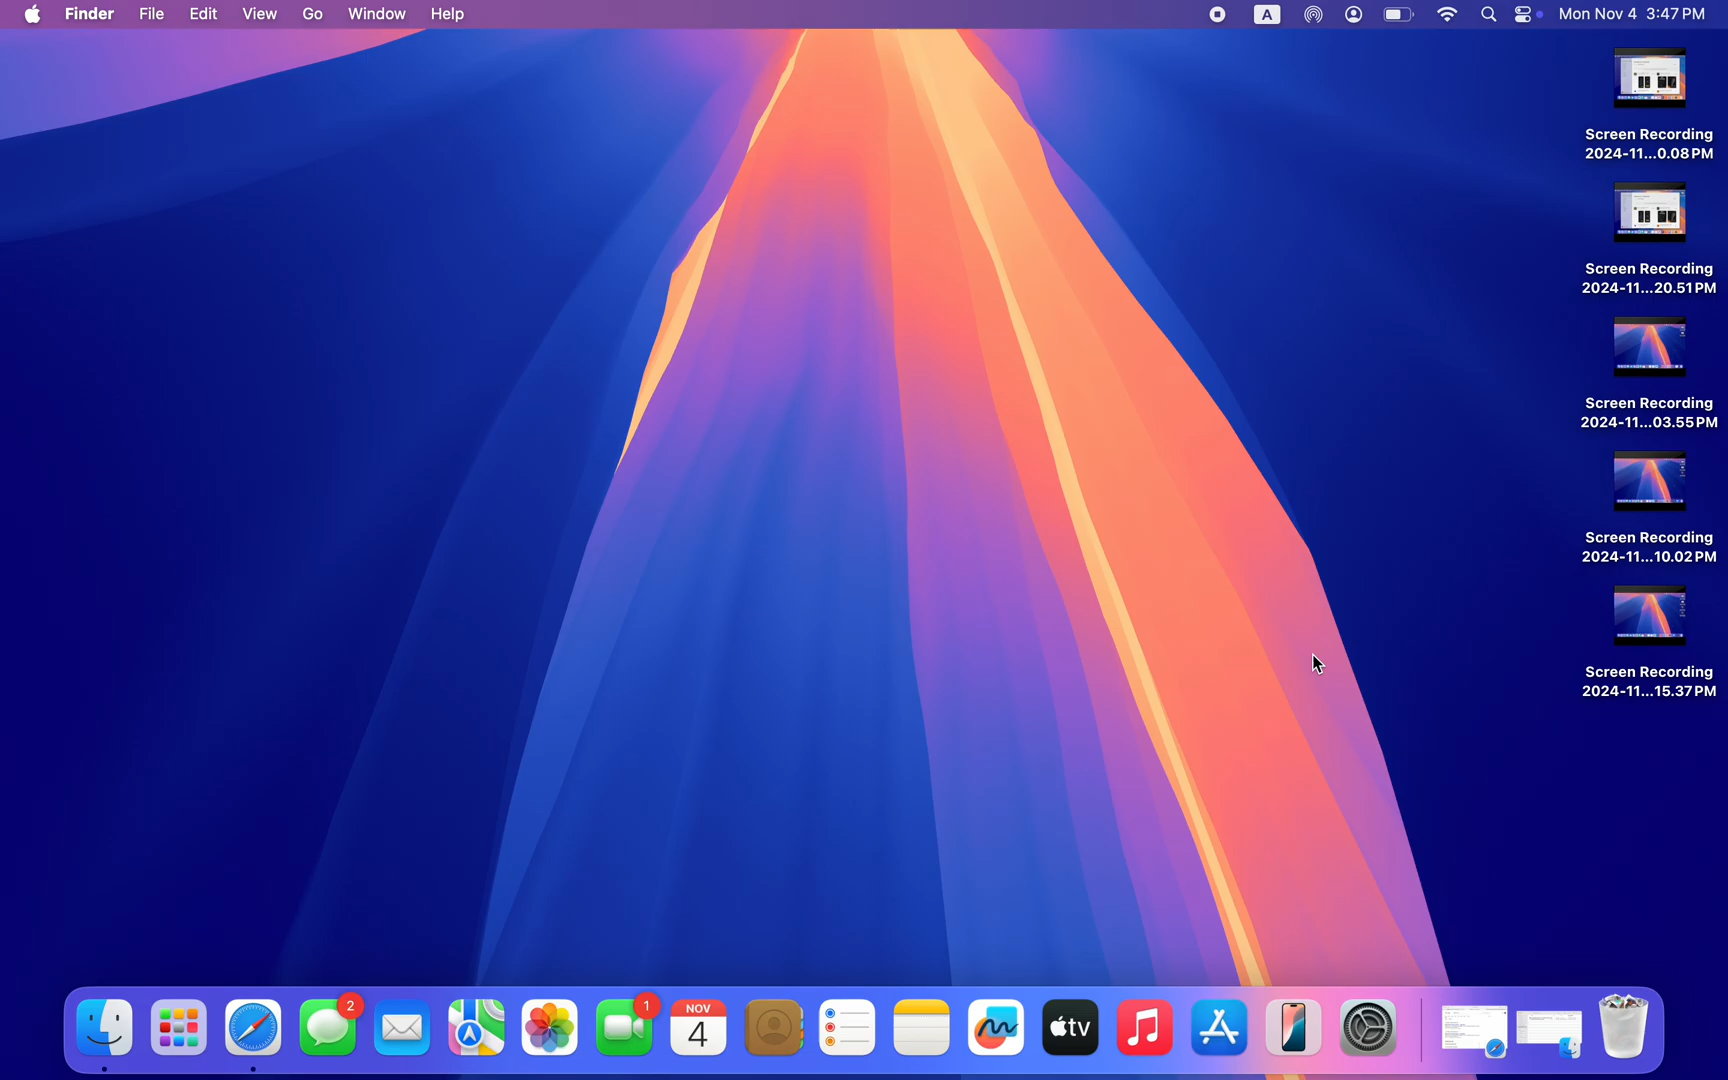 Finder File Edit View Go Window Help
A
Mon Nov 4 3:47 PM
Screen Recording
2024-11...0.08 PM
Screen Recording
2024-11...20.51 PM
Screen Recording
2024-11...03.55 PM
Screen Recording
2024-11...10.02 PM
Screen Recording
2024-11...15.37 PM
2
1
NOV
4
tv